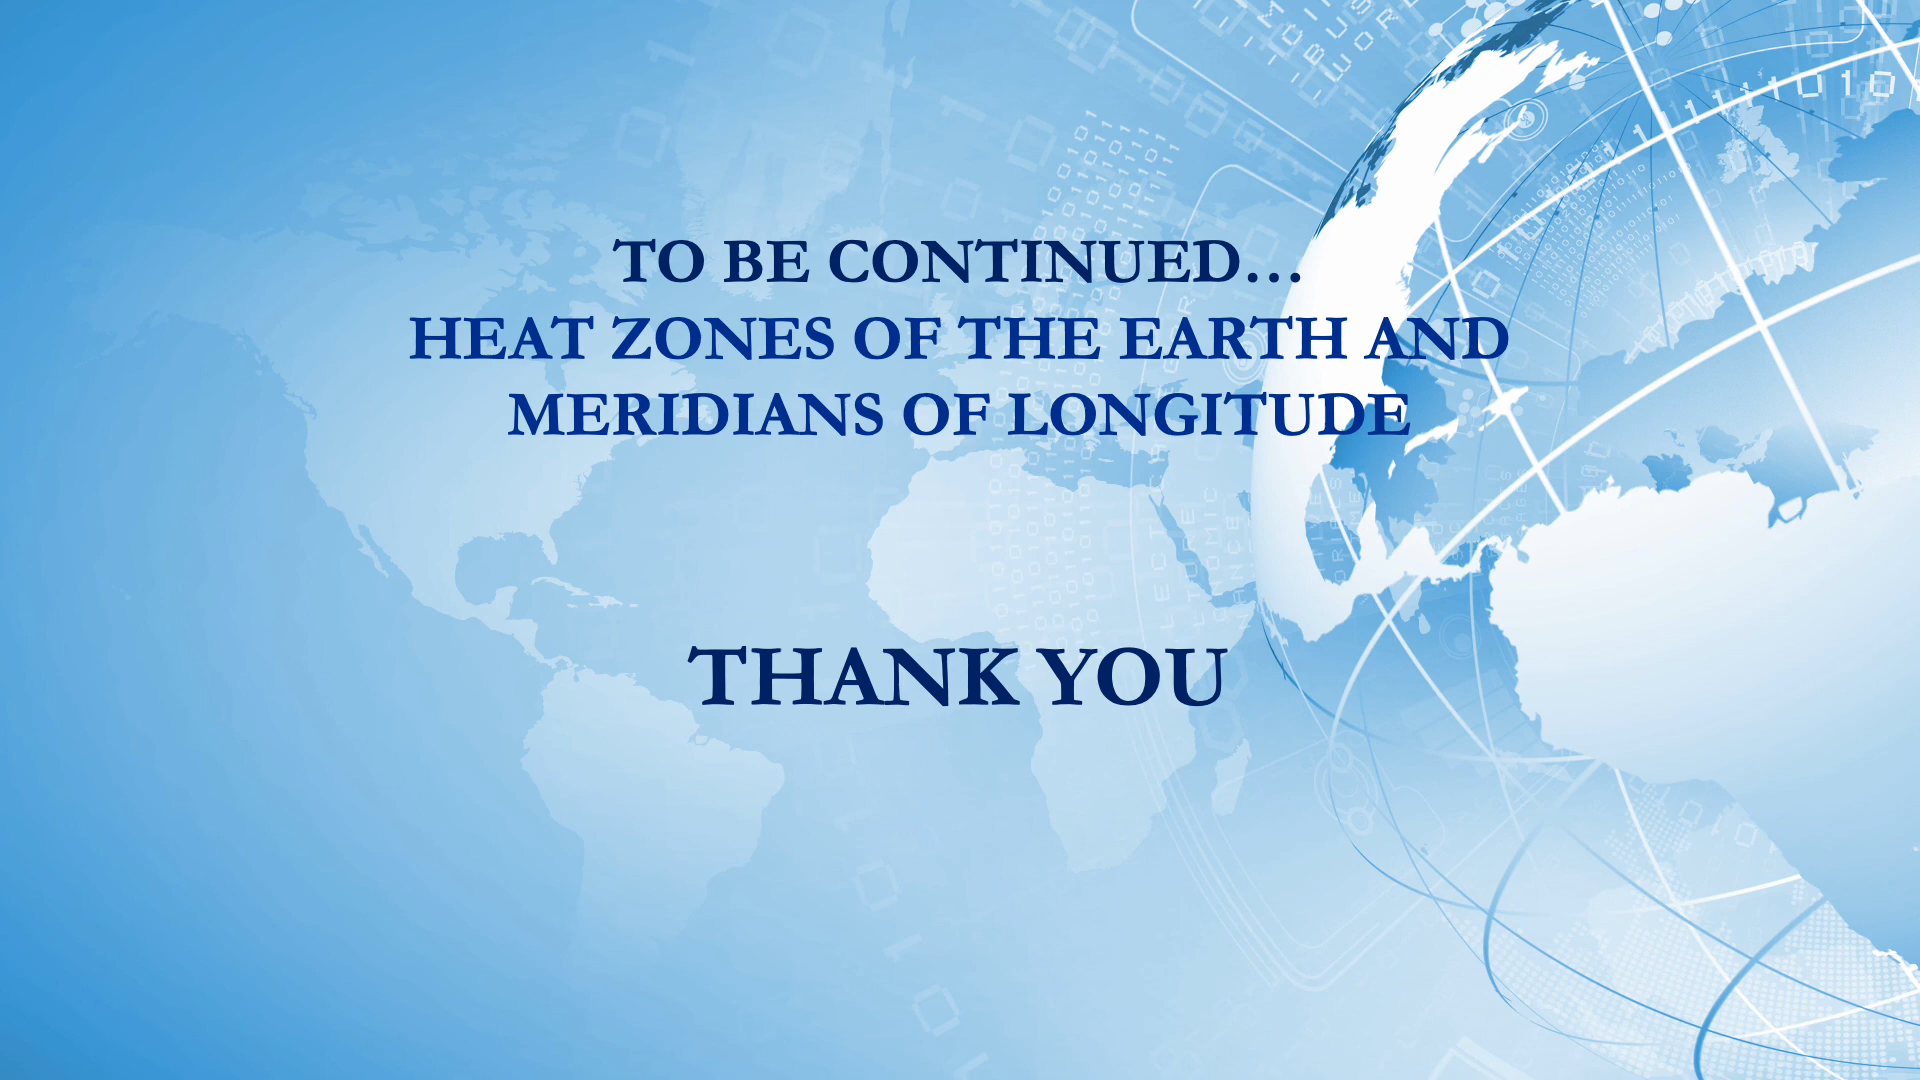 TO BE CONTINUED...
HEAT ZONES OF THE EARTH AND
MERIDIANS OF LONGITUDE
THANK YOU